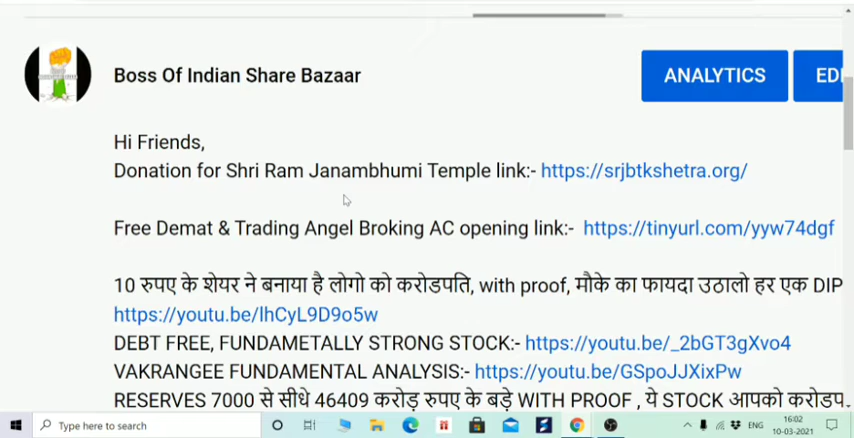 Boss Of Indian Share Bazaar
ANALYTICS
Hi Friends,
Donation for Shri Ram Janambhumi Temple link:- https://srjbtkshetra.org/
Free Demat & Trading Angel Broking AC opening link:- https://tinyurl.com/yyw74dgf
10 रुपए के शेयर ने बनाया है लोगो को करोडपति, with proof, मौके का फायदा उठालो हर एक DIP
https://youtu.be/lhCyL9D9o5w
DEBT FREE, FUNDAMETALLY STRONG STOCK:- https://youtu.be/_2bGT3gXvo4
VAKRANGEE FUNDAMENTAL ANALYSIS:- https://youtu.be/GSpoJJXixPw
RESERVES 7000 से सीधे 46409 करोड़ रुपए के बड़े WITH PROOF , ये STOCK आपको करोडप
Type here to search
ENG
16:02
10-03-2021